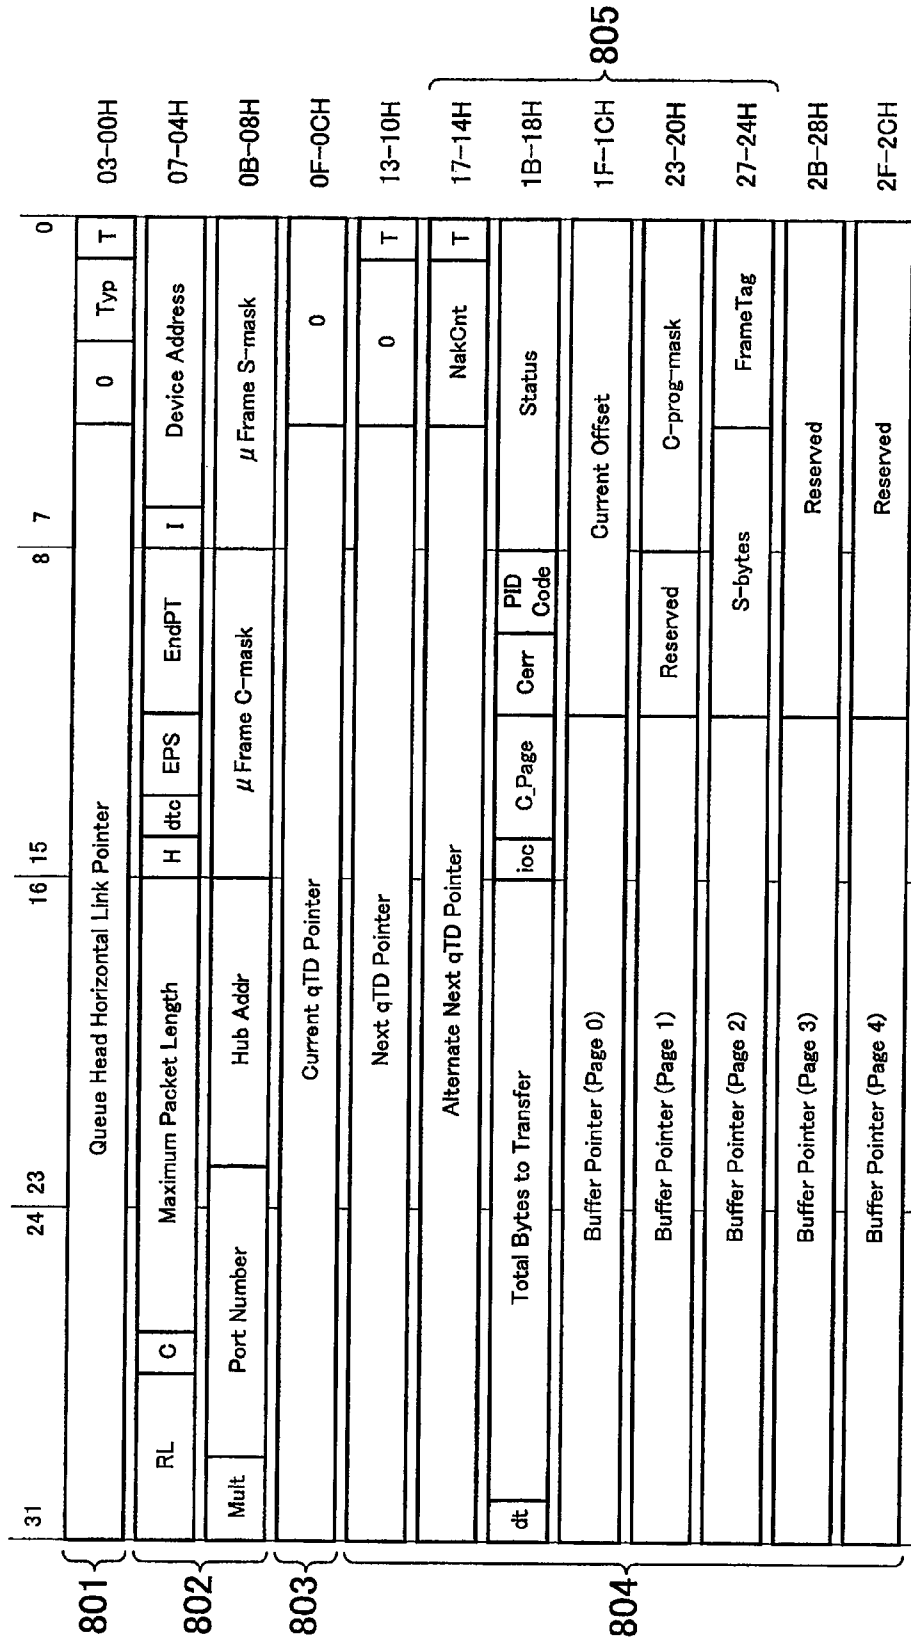 31 24 23 16 15 8 7 0
801 Queue Head Horizontal Link Pointer 0 Typ T 03-00H
802 RL C Maximum Packet Length H dtc EPS EndPT I Device Address 07-04H
Mult Port Number Hub Addr μFrame C-mask μFrame S-mask 0B-08H
803 Current qTD Pointer 0 0F-0CH
804 Next qTD Pointer 0 T 13-10H
Alternate Next qTD Pointer NakCnt T 17-14H
dt Total Bytes to Transfer ioc C_Page Cerr PID Code Status 1B-18H
Buffer Pointer (Page 0) Current Offset 1F-1CH
805
Buffer Pointer (Page 1) Reserved C-prog-mask 23-20H
Buffer Pointer (Page 2) S-bytes FrameTag 27-24H
Buffer Pointer (Page 3) Reserved 2B-28H
Buffer Pointer (Page 4) Reserved 2F-2CH